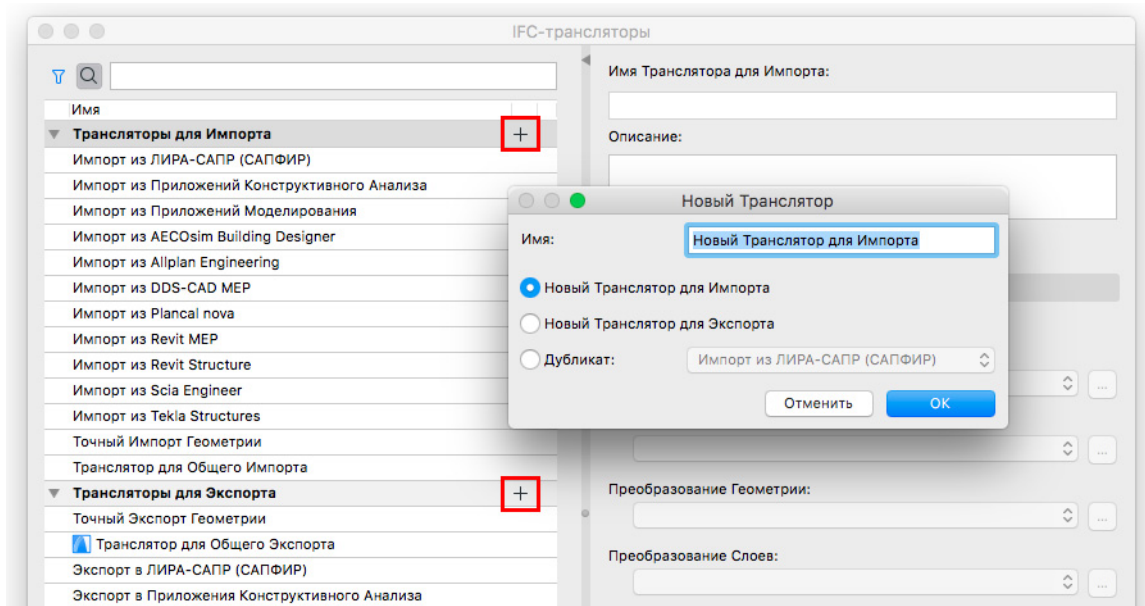 IFC-трансляторы
Имя
Трансляторы для Импорта
Импорт из ЛИРА-САПР (САПФИР)
Импорт из Приложений Конструктивного Анализа
Импорт из Приложений Моделирования
Импорт из AECOsim Building Designer
Импорт из Allplan Engineering
Импорт из DDS-CAD MEP
Импорт из Plancal nova
Импорт из Revit MEP
Импорт из Revit Structure
Импорт из Scia Engineer
Импорт из Tekla Structures
Точный Импорт Геометрии
Транслятор для Общего Импорта
Трансляторы для Экспорта
Точный Экспорт Геометрии
Транслятор для Общего Экспорта
Экспорт в ЛИРА-САПР (САПФИР)
Экспорт в Приложения Конструктивного Анализа
Имя Транслятора для Импорта:
Описание:
Новый Транслятор
Имя:
Новый Транслятор для Импорта
Новый Транслятор для Импорта
Новый Транслятор для Экспорта
Дубликат:
Импорт из ЛИРА-САПР (САПФИР)
Отменить
OK
...
...
Преобразование Геометрии:
...
Преобразование Слоев:
...